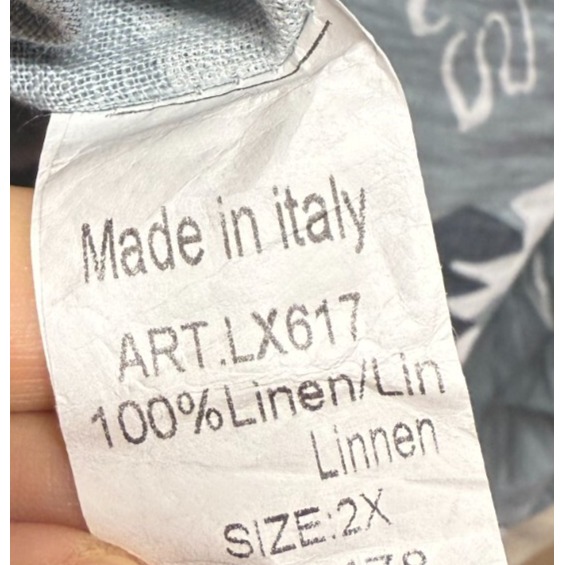 Made in italy
ART.LX617
100%Linen/Lin
Linnen
SIZE:2X